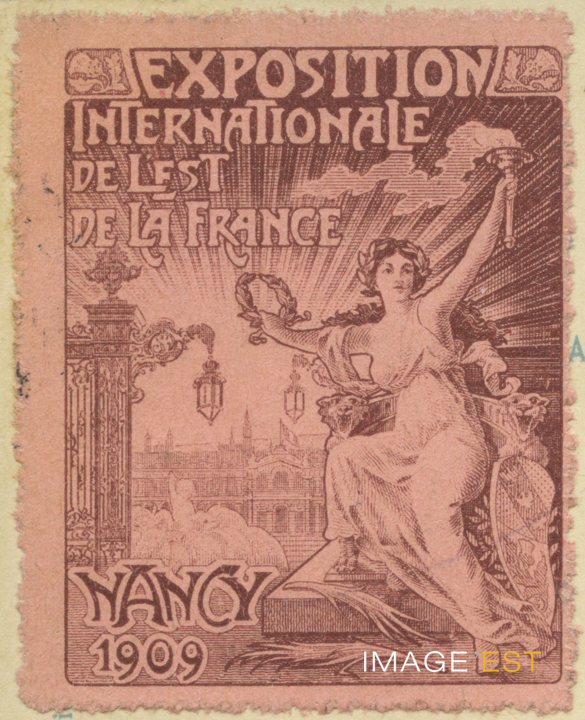 EXPOSITION
INTERNATIONALE
DE L'EST
DE LA FRANCE
A
NANCY
1909
IMAGE EST